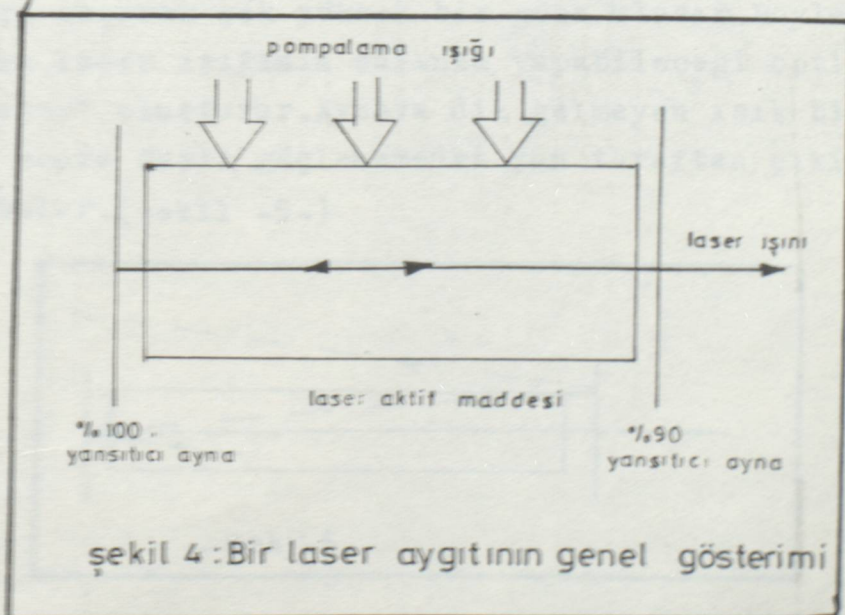 pompalama ışığı
laser ışını
laser aktif maddesi
%100
yansıtıcı ayna
%90
yansıtıcı ayna
şekil 4:Bir laser aygıtının genel gösterimi